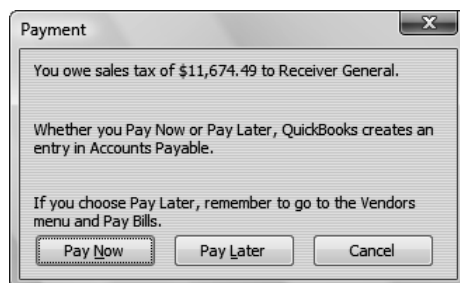 Payment
You owe sales tax of $11,674.49 to Receiver General.
Whether you Pay Now or Pay Later, QuickBooks creates an
entry in Accounts Payable.
If you choose Pay Later, remember to go to the Vendors
menu and Pay Bills.
Pay Now Pay Later Cancel